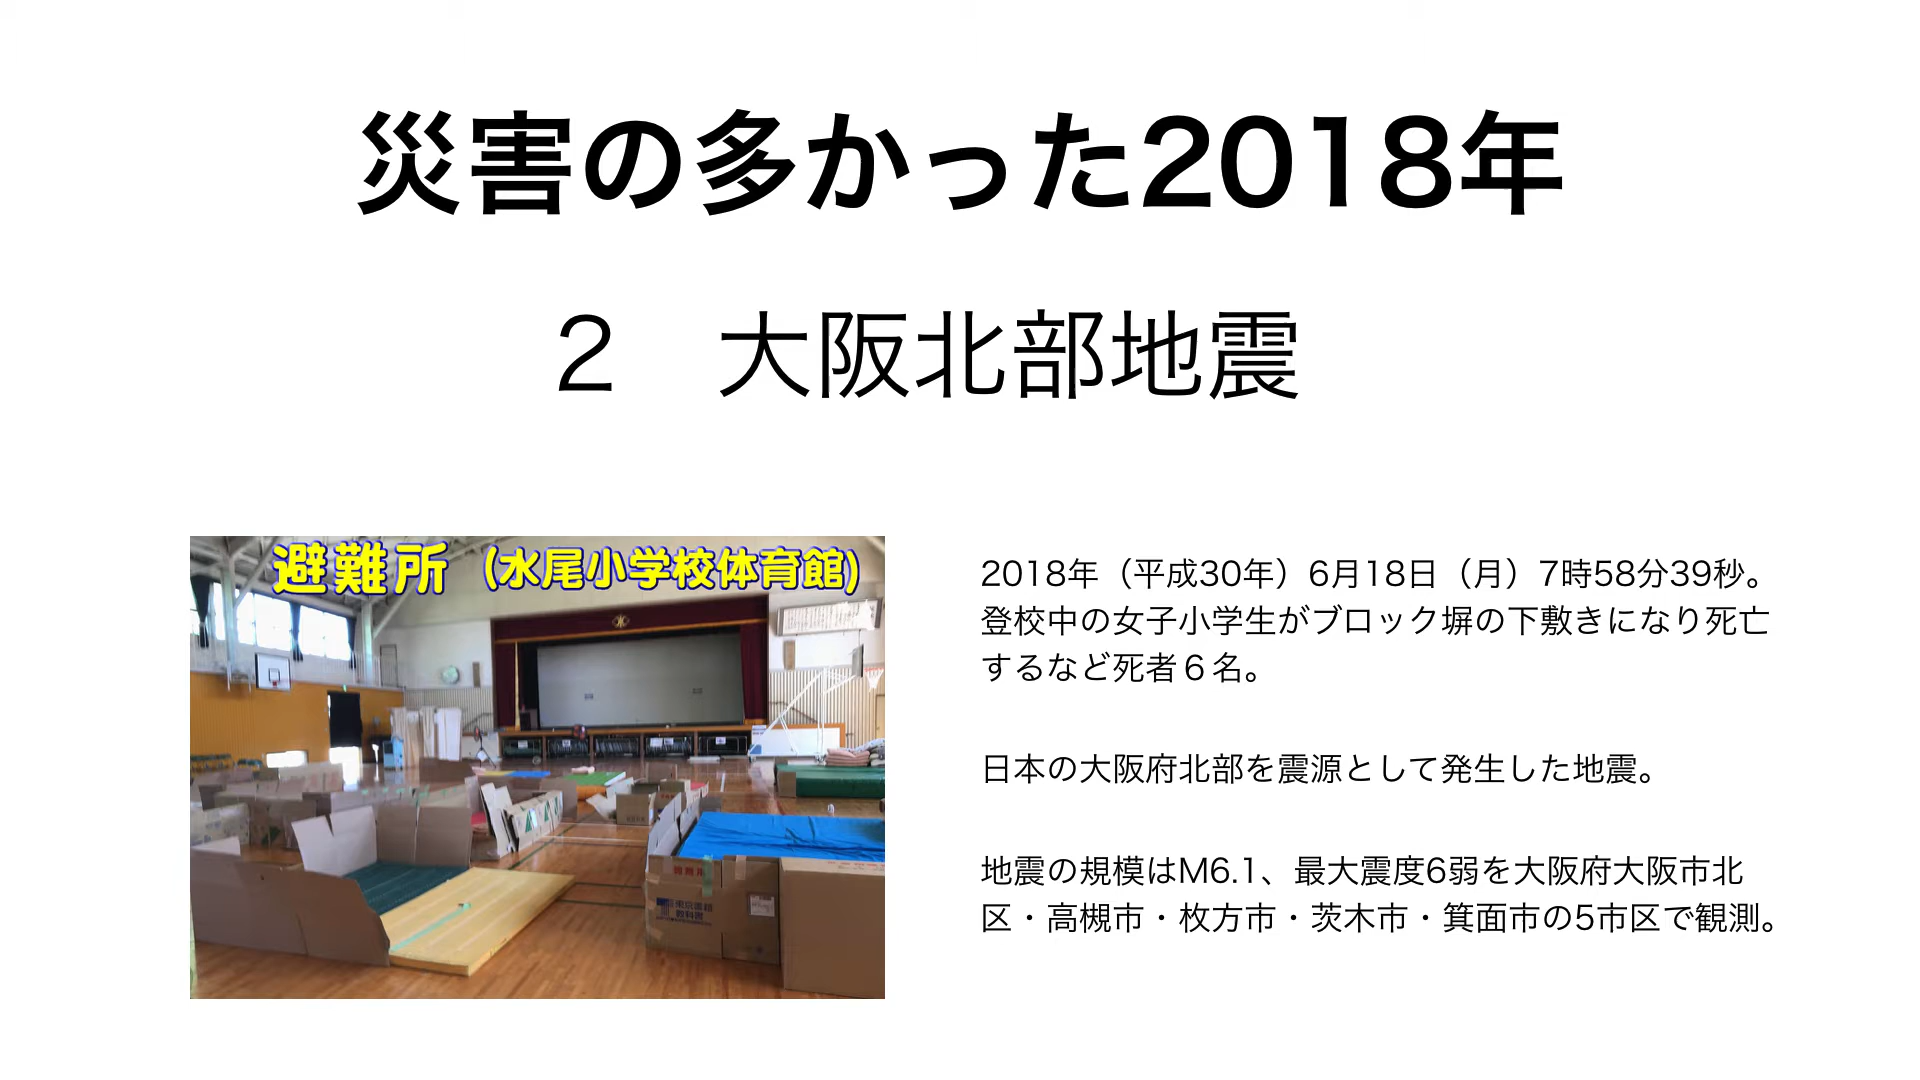 災害の多かった2018年
２　大阪北部地震
避難所（水尾小学校体育館）
東京書籍
教科書
2018年（平成30年）6月18日（月）7時58分39秒。
登校中の女子小学生がブロック塀の下敷きになり死亡
するなど死者６名。
日本の大阪府北部を震源として発生した地震。
地震の規模はM6.1、最大震度6弱を大阪府大阪市北
区・高槻市・枚方市・茨木市・箕面市の5市区で観測。